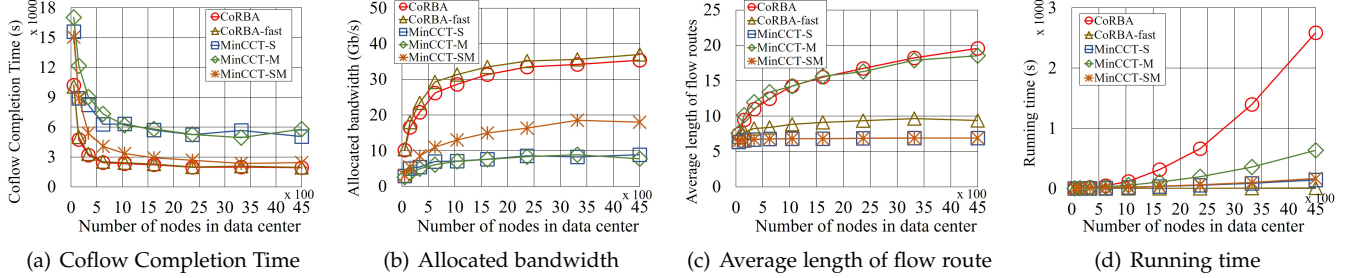 Coflow Completion Time (s)
x 1000
18
15
12
9
6
3
0
CoRBA
CoRBA-fast
MinCCT-S
MinCCT-M
MinCCT-SM
0 5 10 15 20 25 30 35 40 45
x 100
Number of nodes in data center
(a) Coflow Completion Time
Allocated bandwidth (Gb/s)
50
40
30
20
10
0
CoRBA
CoRBA-fast
MinCCT-S
MinCCT-M
MinCCT-SM
0 5 10 15 20 25 30 35 40 45
x 100
Number of nodes in data center
(b) Allocated bandwidth
Average length of flow routes
25
20
15
10
5
0
CoRBA
CoRBA-fast
MinCCT-S
MinCCT-M
MinCCT-SM
0 5 10 15 20 25 30 35 40 45
x 100
Number of nodes in data center
(c) Average length of flow route
Running time (s)
x 1000
3
2
1
0
CoRBA
CoRBA-fast
MinCCT-S
MinCCT-M
MinCCT-SM
0 5 10 15 20 25 30 35 40 45
x 100
Number of nodes in data center
(d) Running time